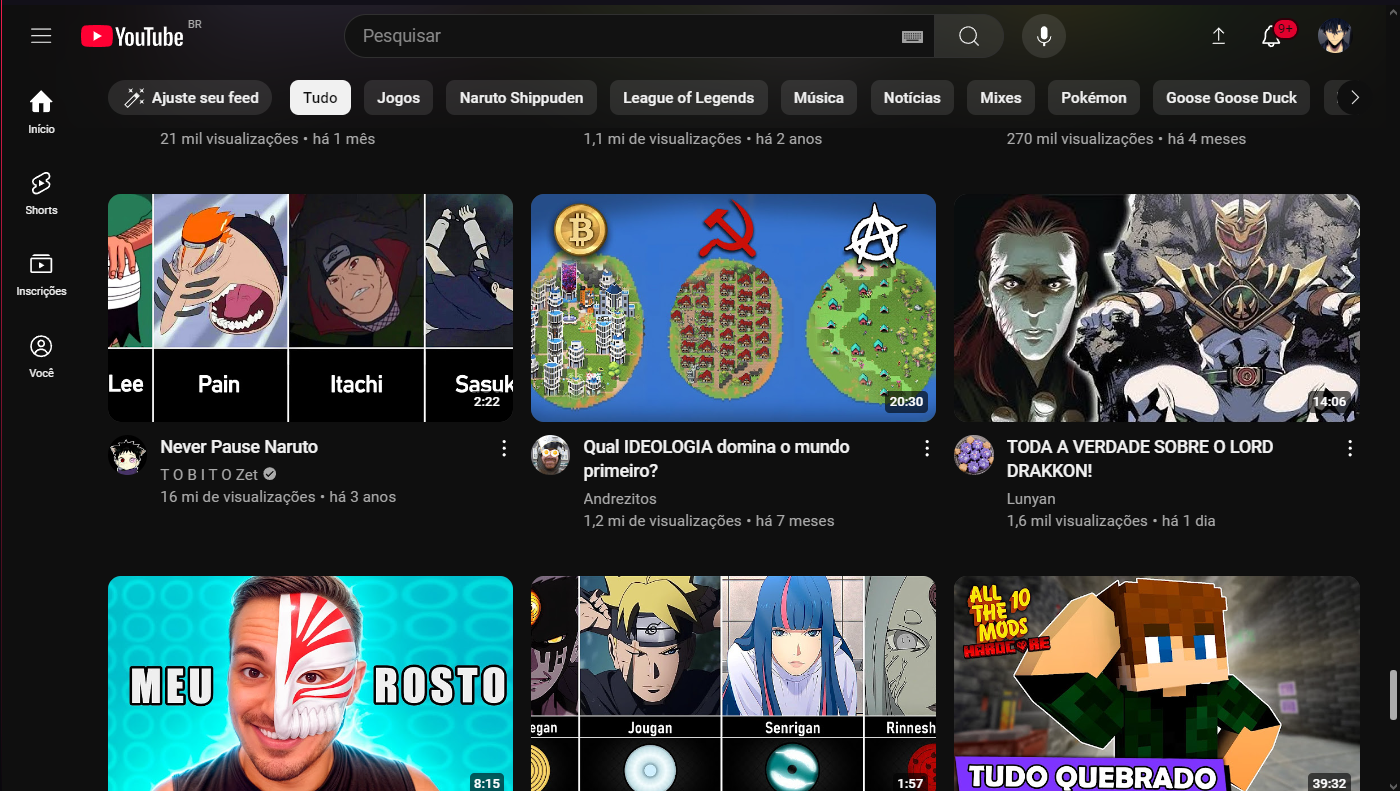 YouTube BR
Pesquisar
9+
Ajuste seu feed
Tudo
Jogos
Naruto Shippuden
League of Legends
Música
Notícias
Mixes
Pokémon
Goose Goose Duck
Início
Shorts
Inscrições
Você
21 mil visualizações • há 1 mês
1,1 mi de visualizações • há 2 anos
270 mil visualizações • há 4 meses
Lee
Pain
Itachi
Sasuk
2:22
20:30
14:06
Never Pause Naruto
T O B I T O Zet
16 mi de visualizações • há 3 anos
Qual IDEOLOGIA domina o mundo
primeiro?
Andrezitos
1,2 mi de visualizações • há 7 meses
TODA A VERDADE SOBRE O LORD
DRAKKON!
Lunyan
1,6 mil visualizações • há 1 dia
MEU ROSTO
8:15
egan
Jougan
Senrigan
Rinnesh
1:57
ALL
THE 10
MODS
HARDCORE
TUDO QUEBRADO
39:32